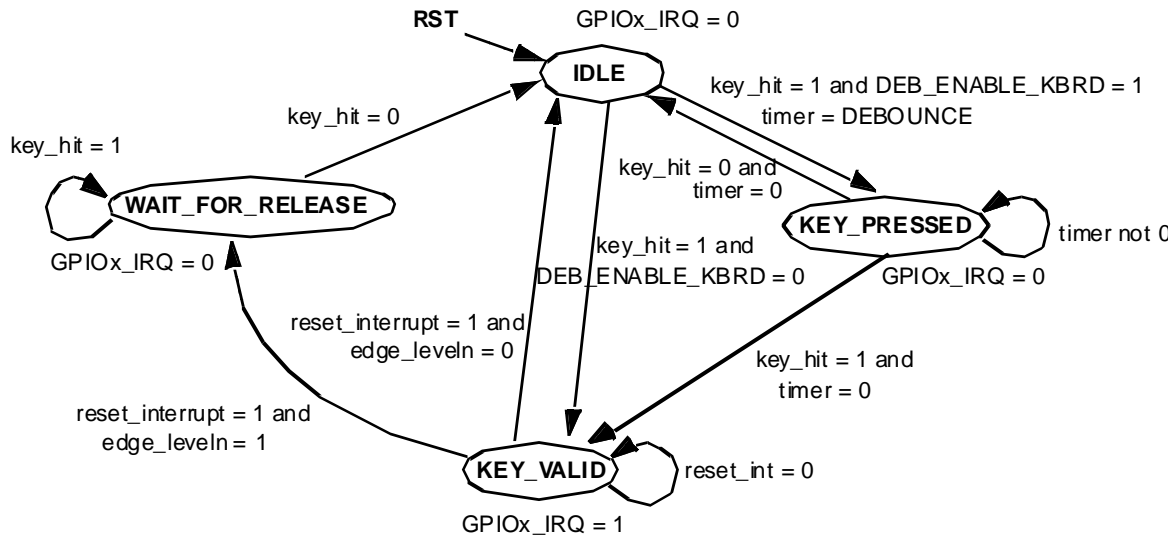 RST
GPIOx_IRQ = 0
IDLE
key_hit = 1 and DEB_ENABLE_KBRD = 1
timer = DEBOUNCE
key_hit = 0
key_hit = 1
key_hit = 0 and
timer = 0
WAIT_FOR_RELEASE
KEY_PRESSED
timer not 0
GPIOx_IRQ = 0
key_hit = 1 and
DEB_ENABLE_KBRD = 0
GPIOx_IRQ = 0
reset_interrupt = 1 and
edge_leveln = 0
key_hit = 1 and
timer = 0
reset_interrupt = 1 and
edge_leveln = 1
KEY_VALID
reset_int = 0
GPIOx_IRQ = 1